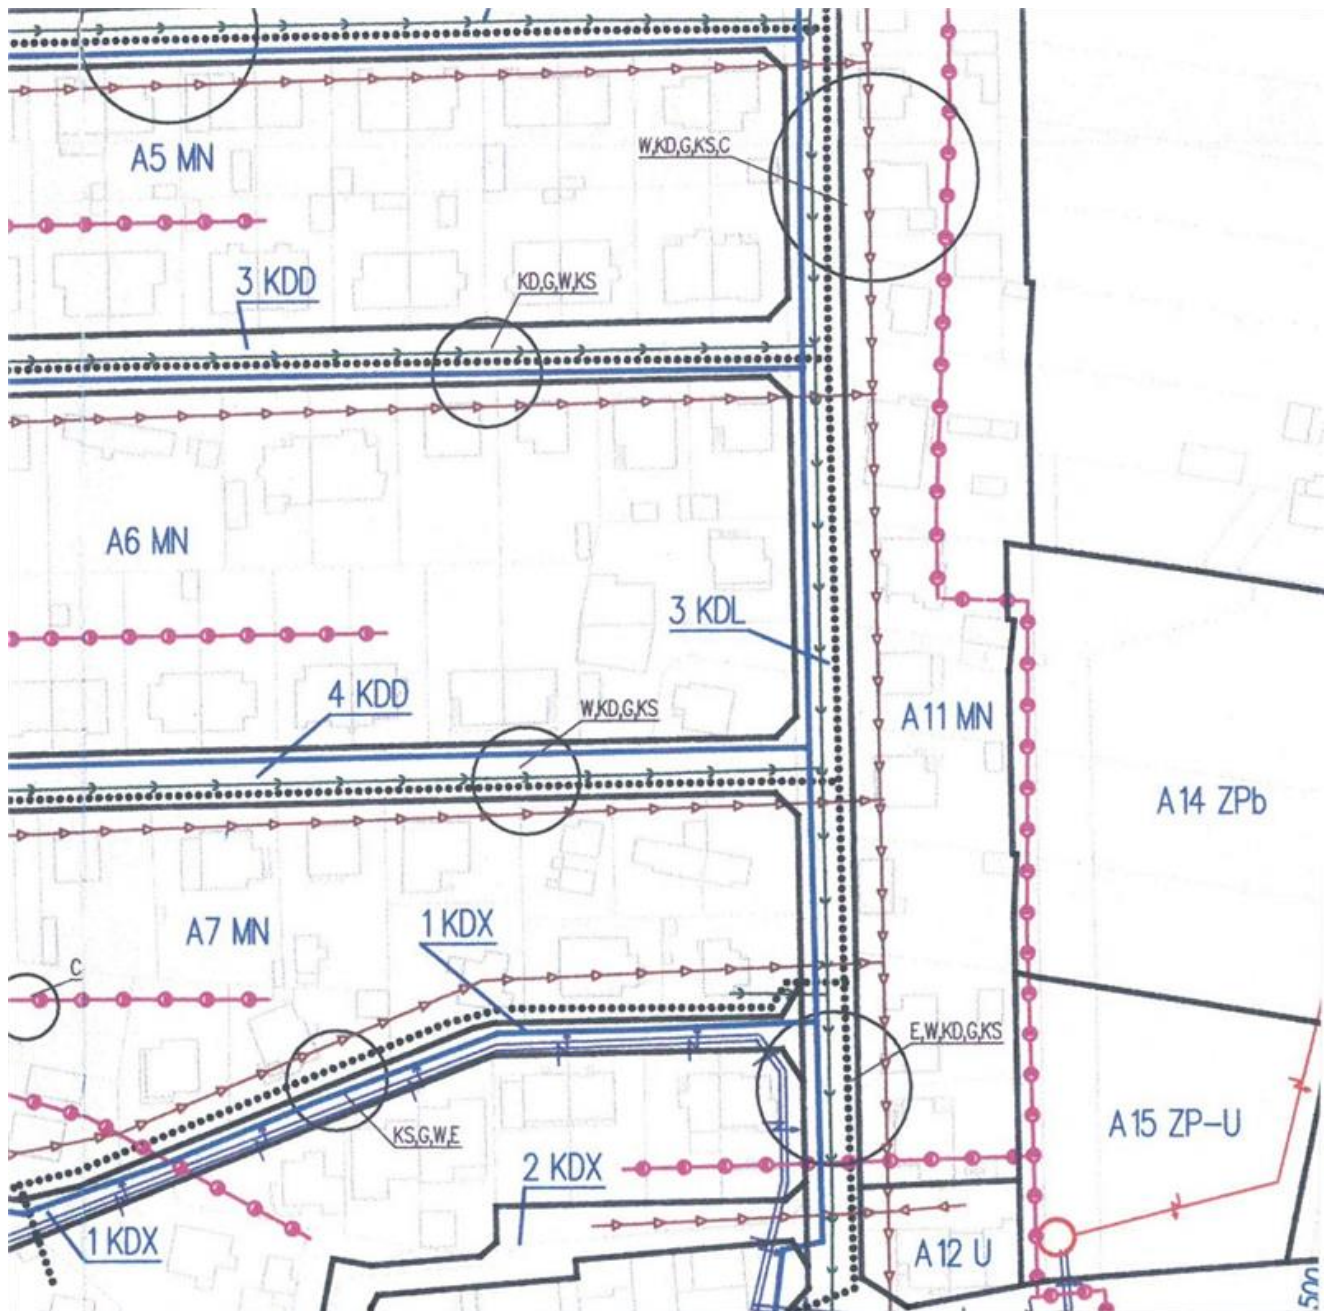 A5 MN
W,KD,G,KS,C
3 KDD
KD,G,W,KS
A6 MN
3 KDL
4 KDD
W,KD,G,KS
A11 MN
A14 ZPb
A7 MN
1 KDX
C
E,W,KD,G,KS
A15 ZP-U
KS,G,W,E
2 KDX
1 KDX
A12 U
500